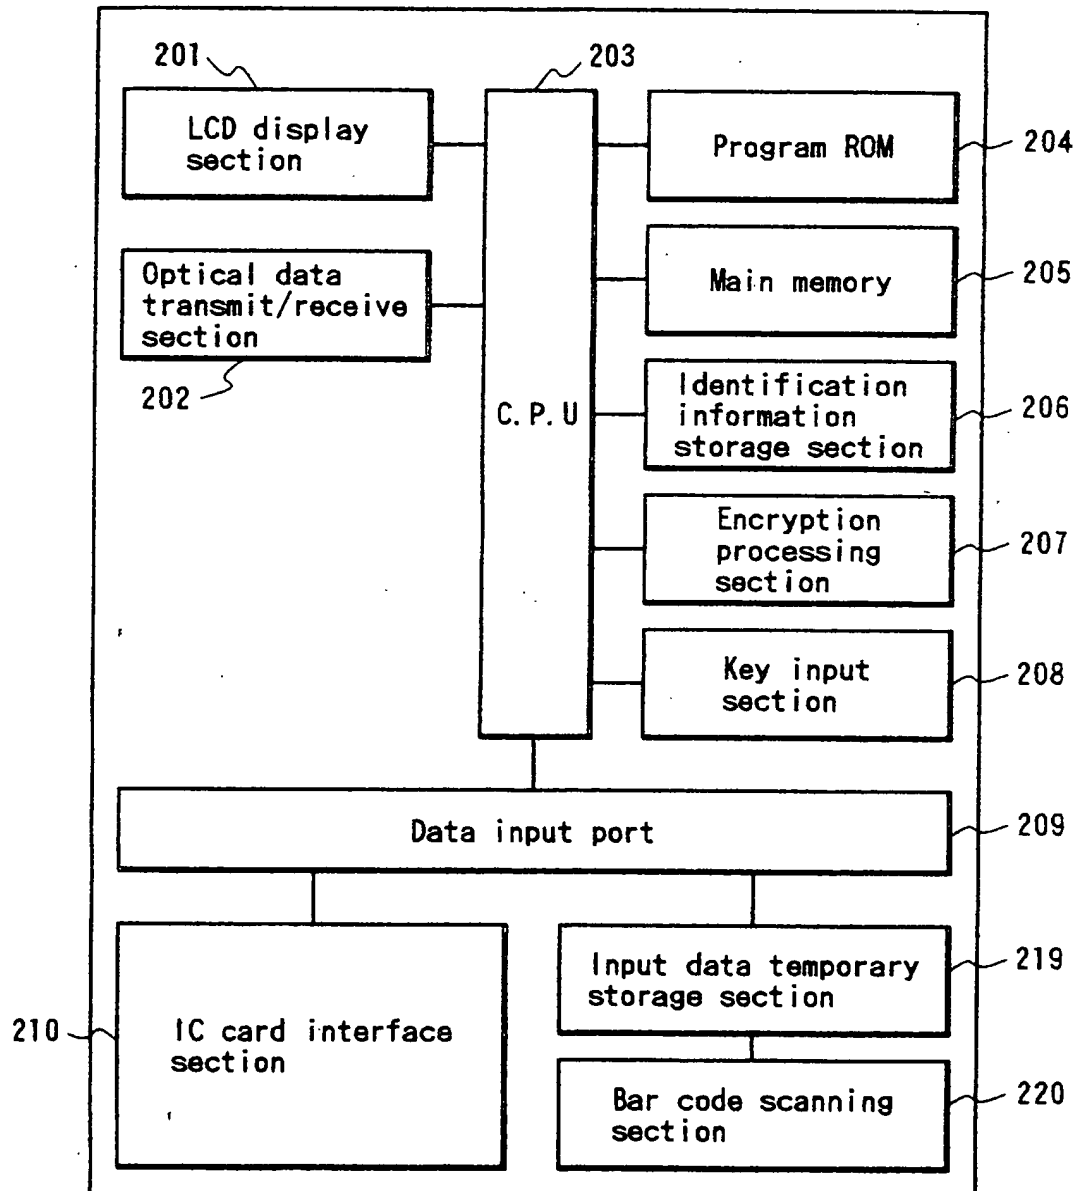 201
203
LCD display
section
Program ROM
204
Optical data
transmit/receive
section
202
Main memory
205
C.P.U
Identification
information
storage section
206
Encryption
processing
section
207
Key input
section
208
Data input port
209
210
IC card interface
section
Input data temporary
storage section
219
Bar code scanning
section
220